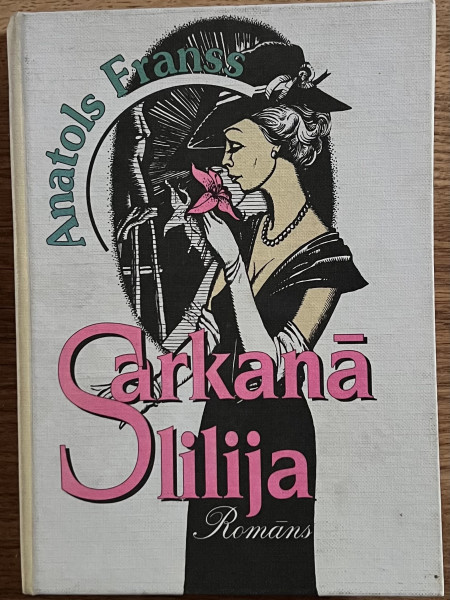 Anatols Franss
Sarkanā
lilija
Romāns